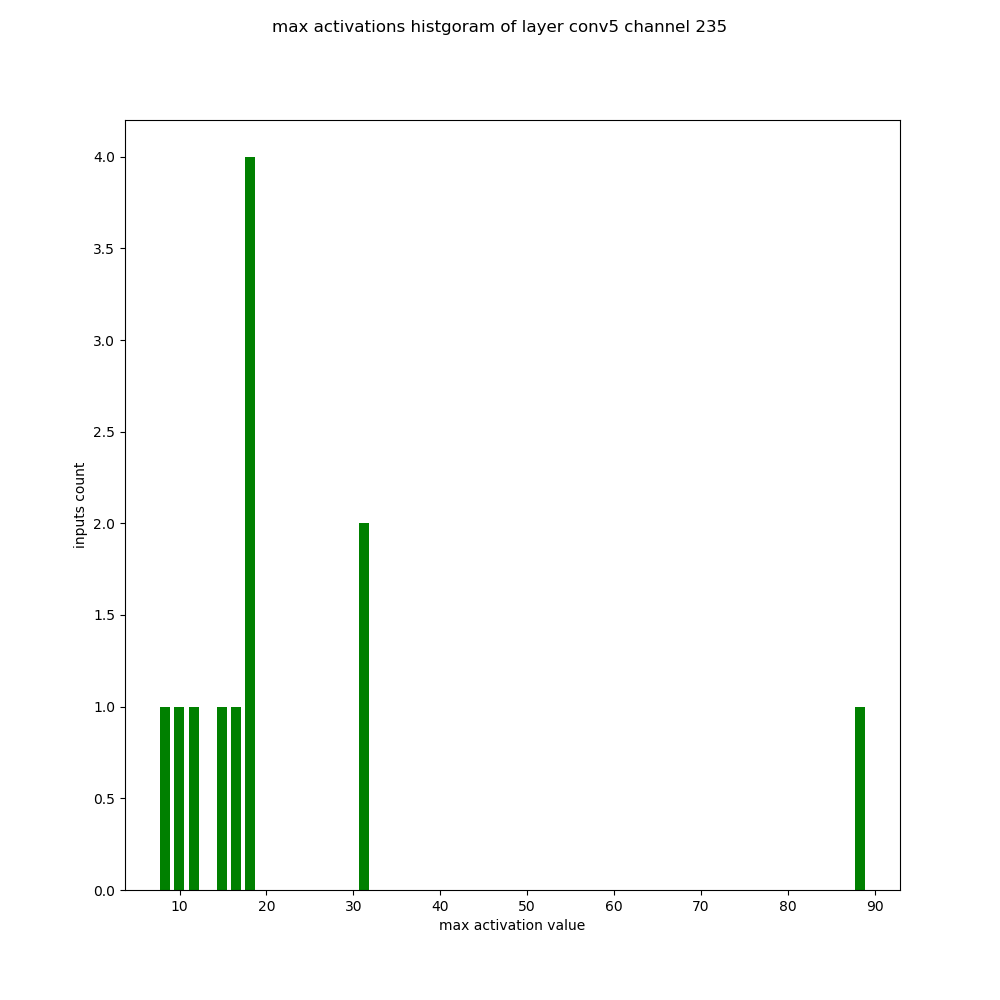 max activations histgoram of layer conv5 channel 235
4.0
3.5
3.0
2.5
2.0
1.5
1.0
0.5
0.0
inputs count
10 20 30 40 50 60 70 80 90
max activation value